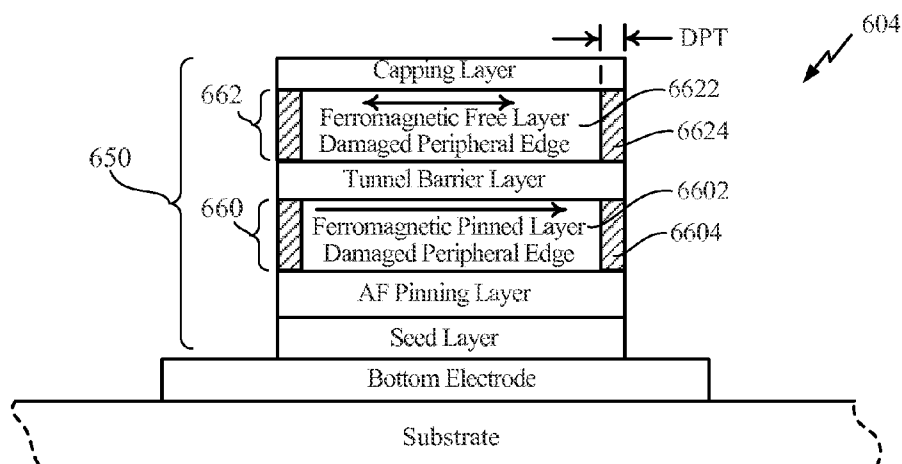 DPT
604
Capping Layer
662
Ferromagnetic Free Layer
Damaged Peripheral Edge
6622
6624
650
Tunnel Barrier Layer
660
Ferromagnetic Pinned Layer
Damaged Peripheral Edge
6602
6604
AF Pinning Layer
Seed Layer
Bottom Electrode
Substrate